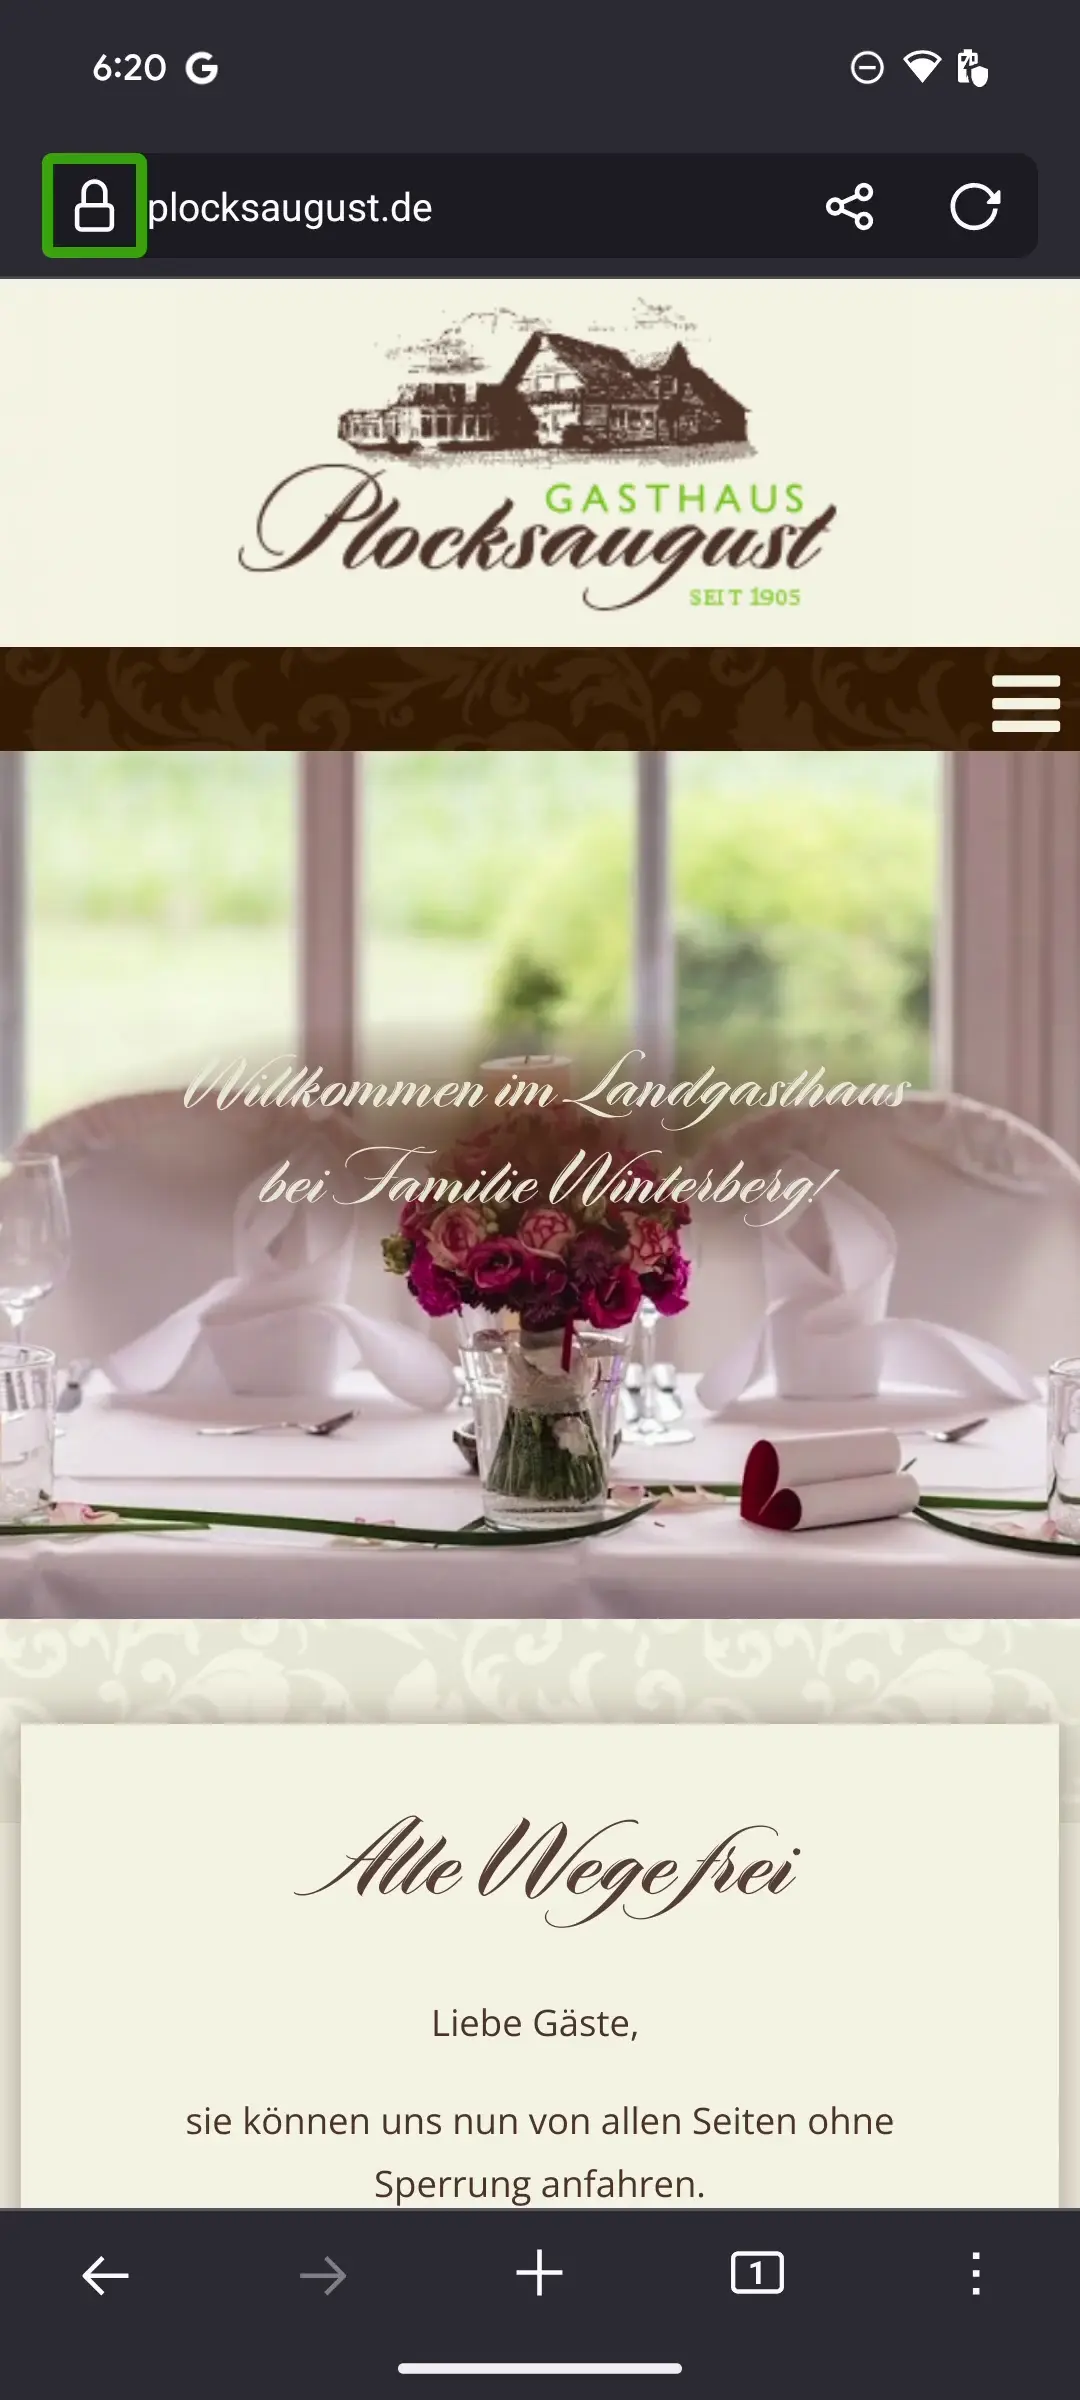 6:20
plocksaugust.de
GASTHAUS
Plocksaugust
SEIT 1905
Willkommen im Landgasthaus
bei Familie Winterberg!
Alle Wege frei
Liebe Gäste,
sie können uns nun von allen Seiten ohne
Sperrung anfahren.
1